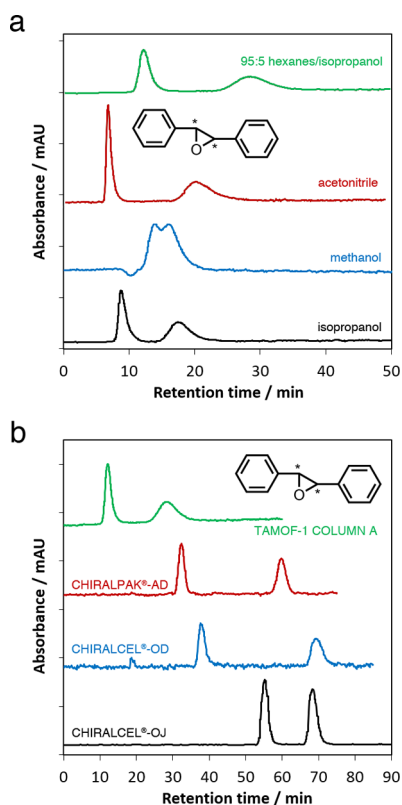 a
95:5 hexanes/isopropanol
*
*
O
acetonitrile
methanol
isopropanol
Absorbance / mAU
0 10 20 30 40 50
Retention time / min
b
*
*
O
TAMOF-1 COLUMN A
CHIRALPAK®-AD
CHIRALCEL®-OD
CHIRALCEL®-OJ
Absorbance / mAU
0 10 20 30 40 50 60 70 80 90
Retention time / min